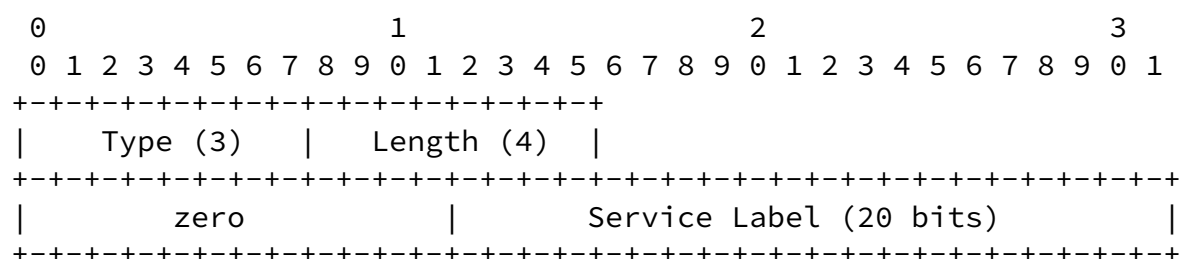 0                   1                   2                   3
 0 1 2 3 4 5 6 7 8 9 0 1 2 3 4 5 6 7 8 9 0 1 2 3 4 5 6 7 8 9 0 1
+-+-+-+-+-+-+-+-+-+-+-+-+-+-+-+-+
|    Type (3)   |   Length (4)  |
+-+-+-+-+-+-+-+-+-+-+-+-+-+-+-+-+-+-+-+-+-+-+-+-+-+-+-+-+-+-+-+-+
|        zero           |       Service Label (20 bits)         |
+-+-+-+-+-+-+-+-+-+-+-+-+-+-+-+-+-+-+-+-+-+-+-+-+-+-+-+-+-+-+-+-+